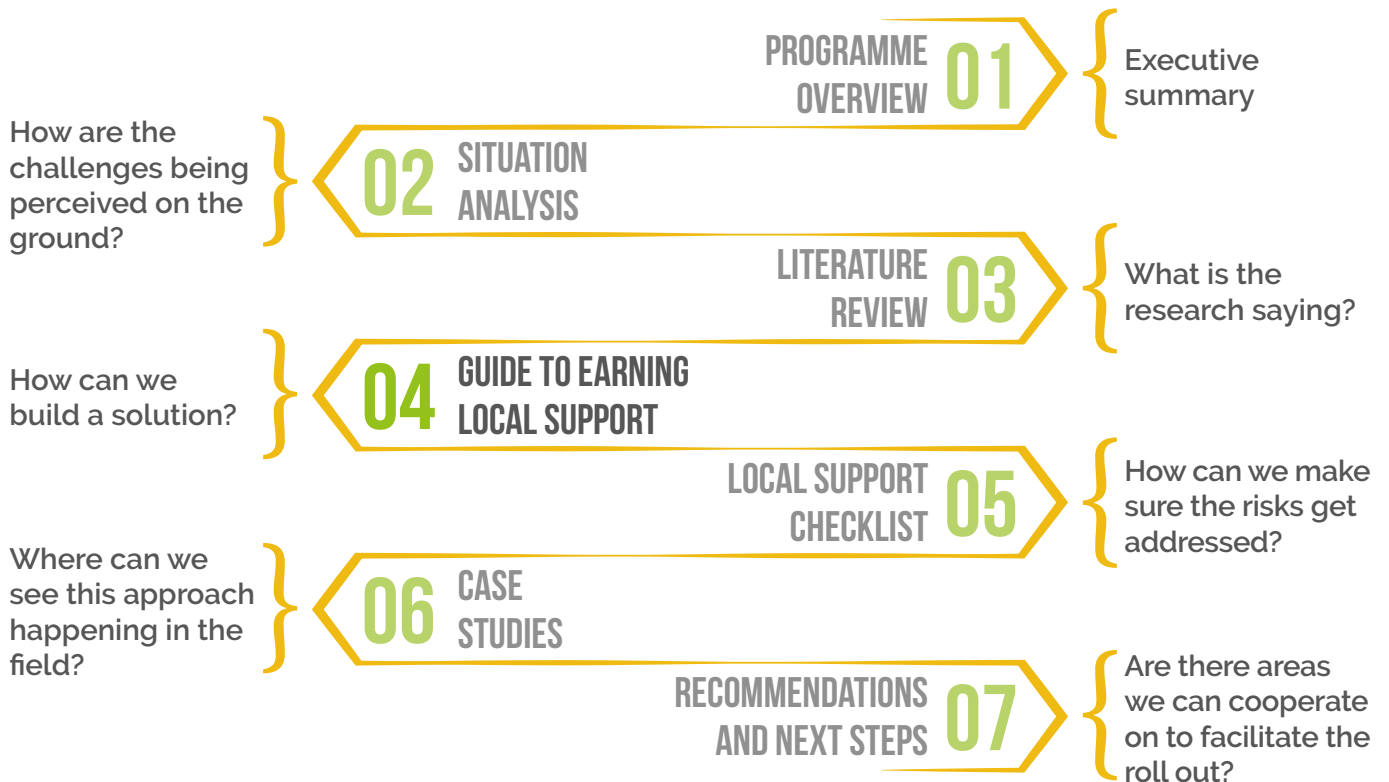 PROGRAMME
OVERVIEW
01
Executive
summary
How are the
challenges being
perceived on the
ground?
02
SITUATION
ANALYSIS
LITERATURE
REVIEW
03
What is the
research saying?
How can we
build a solution?
04
GUIDE TO EARNING
LOCAL SUPPORT
LOCAL SUPPORT
CHECKLIST
05
How can we make
sure the risks get
addressed?
Where can we
see this approach
happening in the
field?
06
CASE
STUDIES
RECOMMENDATIONS
AND NEXT STEPS
07
Are there areas
we can cooperate
on to facilitate the
roll out?